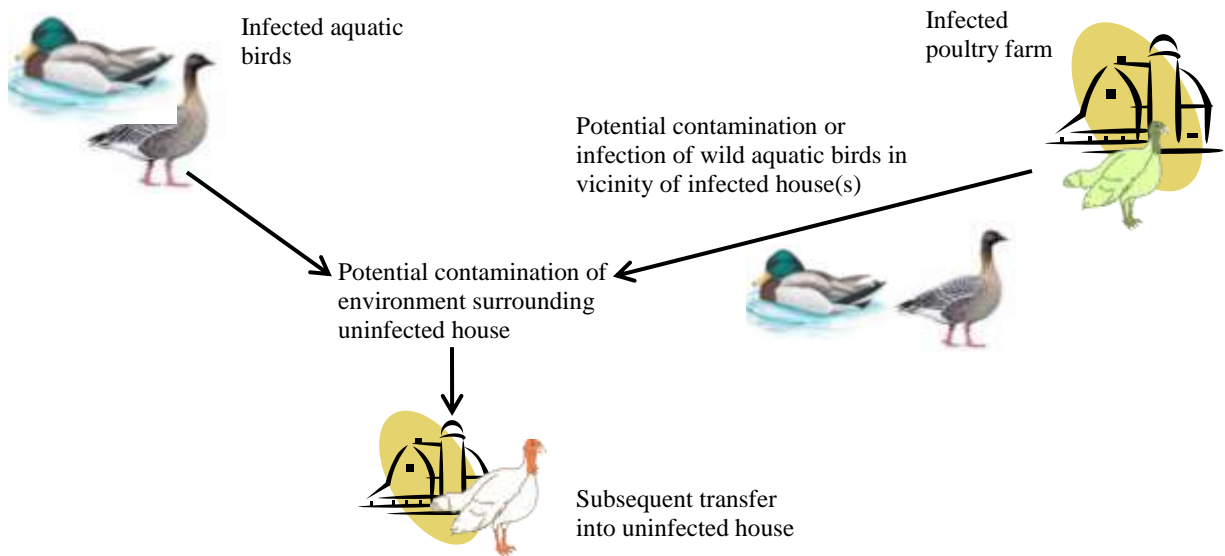 Infected aquatic
birds
Infected
poultry farm
Potential contamination or
infection of wild aquatic birds in
vicinity of infected house(s)
Potential contamination of
environment surrounding
uninfected house
Subsequent transfer
into uninfected house